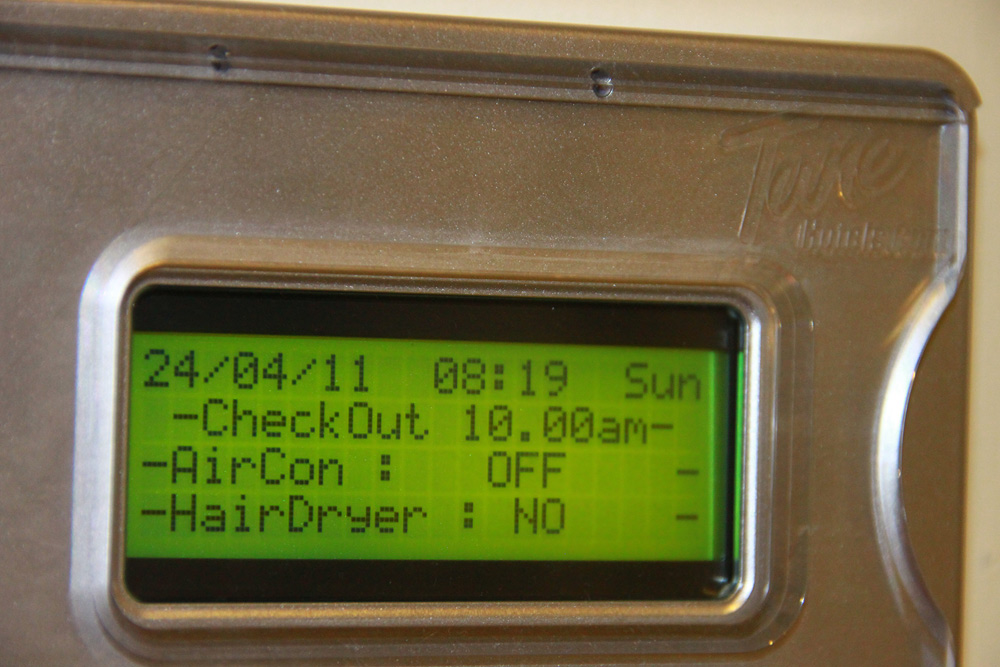 24/04/11 08:19 Sun
-CheckOut 10.00am-
-AirCon : OFF -
-HairDryer : NO -